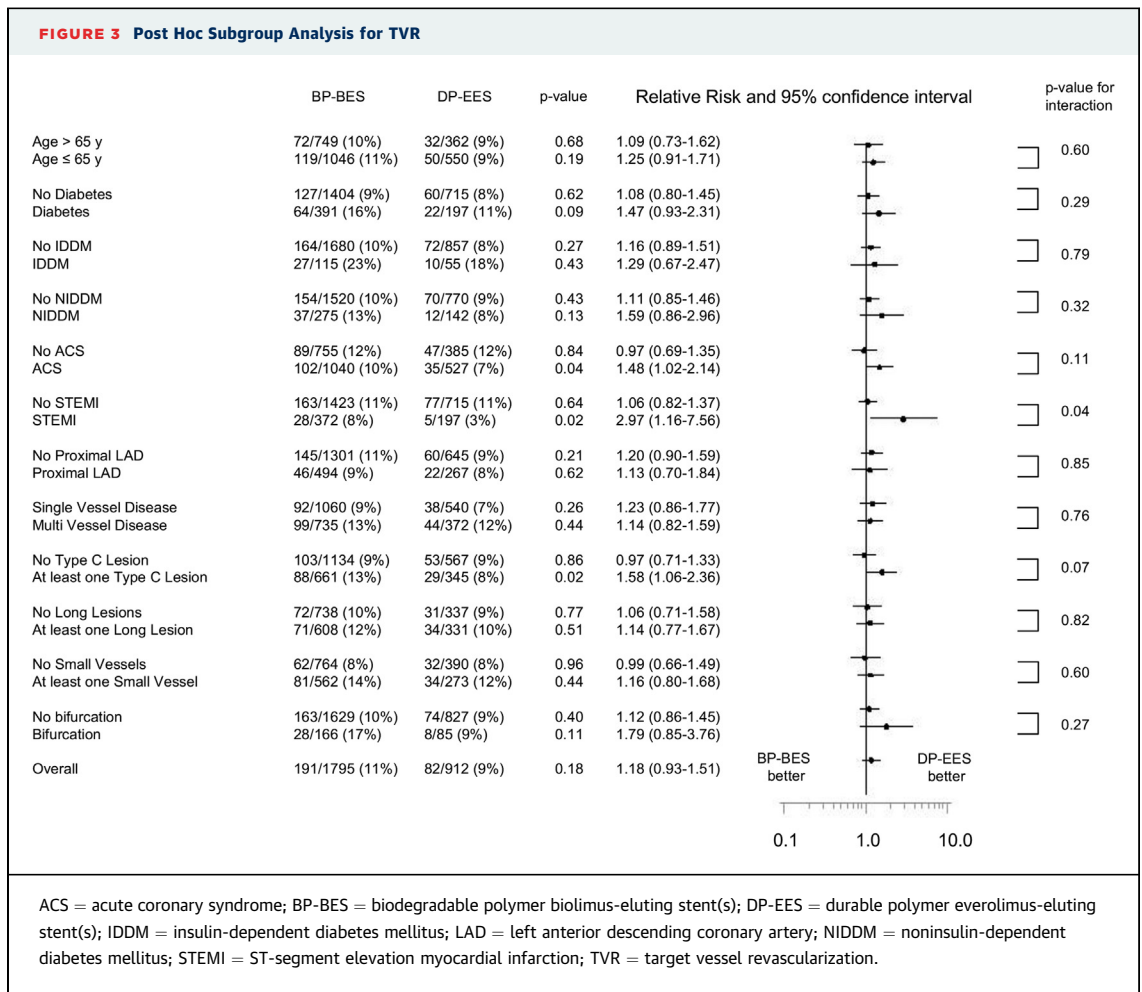 FIGURE 3 Post Hoc Subgroup Analysis for TVR
BP-BES DP-EES p-value Relative Risk and 95% confidence interval p-value for interaction
Age > 65 y 72/749 (10%) 32/362 (9%) 0.68 1.09 (0.73-1.62)
Age ≤ 65 y 119/1046 (11%) 50/550 (9%) 0.19 1.25 (0.91-1.71)
0.60
No Diabetes 127/1404 (9%) 60/715 (8%) 0.62 1.08 (0.80-1.45)
Diabetes 64/391 (16%) 22/197 (11%) 0.09 1.47 (0.93-2.31)
0.29
No IDDM 164/1680 (10%) 72/857 (8%) 0.27 1.16 (0.89-1.51)
IDDM 27/115 (23%) 10/55 (18%) 0.43 1.29 (0.67-2.47)
0.79
No NIDDM 154/1520 (10%) 70/770 (9%) 0.43 1.11 (0.85-1.46)
NIDDM 37/275 (13%) 12/142 (8%) 0.13 1.59 (0.86-2.96)
0.32
No ACS 89/755 (12%) 47/385 (12%) 0.84 0.97 (0.69-1.35)
ACS 102/1040 (10%) 35/527 (7%) 0.04 1.48 (1.02-2.14)
0.11
No STEMI 163/1423 (11%) 77/715 (11%) 0.64 1.06 (0.82-1.37)
STEMI 28/372 (8%) 5/197 (3%) 0.02 2.97 (1.16-7.56)
0.04
No Proximal LAD 145/1301 (11%) 60/645 (9%) 0.21 1.20 (0.90-1.59)
Proximal LAD 46/494 (9%) 22/267 (8%) 0.62 1.13 (0.70-1.84)
0.85
Single Vessel Disease 92/1060 (9%) 38/540 (7%) 0.26 1.23 (0.86-1.77)
Multi Vessel Disease 99/735 (13%) 44/372 (12%) 0.44 1.14 (0.82-1.59)
0.76
No Type C Lesion 103/1134 (9%) 53/567 (9%) 0.86 0.97 (0.71-1.33)
At least one Type C Lesion 88/661 (13%) 29/345 (8%) 0.02 1.58 (1.06-2.36)
0.07
No Long Lesions 72/738 (10%) 31/337 (9%) 0.77 1.06 (0.71-1.58)
At least one Long Lesion 71/608 (12%) 34/331 (10%) 0.51 1.14 (0.77-1.67)
0.82
No Small Vessels 62/764 (8%) 32/390 (8%) 0.96 0.99 (0.66-1.49)
At least one Small Vessel 81/562 (14%) 34/273 (12%) 0.44 1.16 (0.80-1.68)
0.60
No bifurcation 163/1629 (10%) 74/827 (9%) 0.40 1.12 (0.86-1.45)
Bifurcation 28/166 (17%) 8/85 (9%) 0.11 1.79 (0.85-3.76)
0.27
Overall 191/1795 (11%) 82/912 (9%) 0.18 1.18 (0.93-1.51)
BP-BES better DP-EES better
0.1 1.0 10.0
ACS = acute coronary syndrome; BP-BES = biodegradable polymer biolimus-eluting stent(s); DP-EES = durable polymer everolimus-eluting
stent(s); IDDM = insulin-dependent diabetes mellitus; LAD = left anterior descending coronary artery; NIDDM = noninsulin-dependent
diabetes mellitus; STEMI = ST-segment elevation myocardial infarction; TVR = target vessel revascularization.